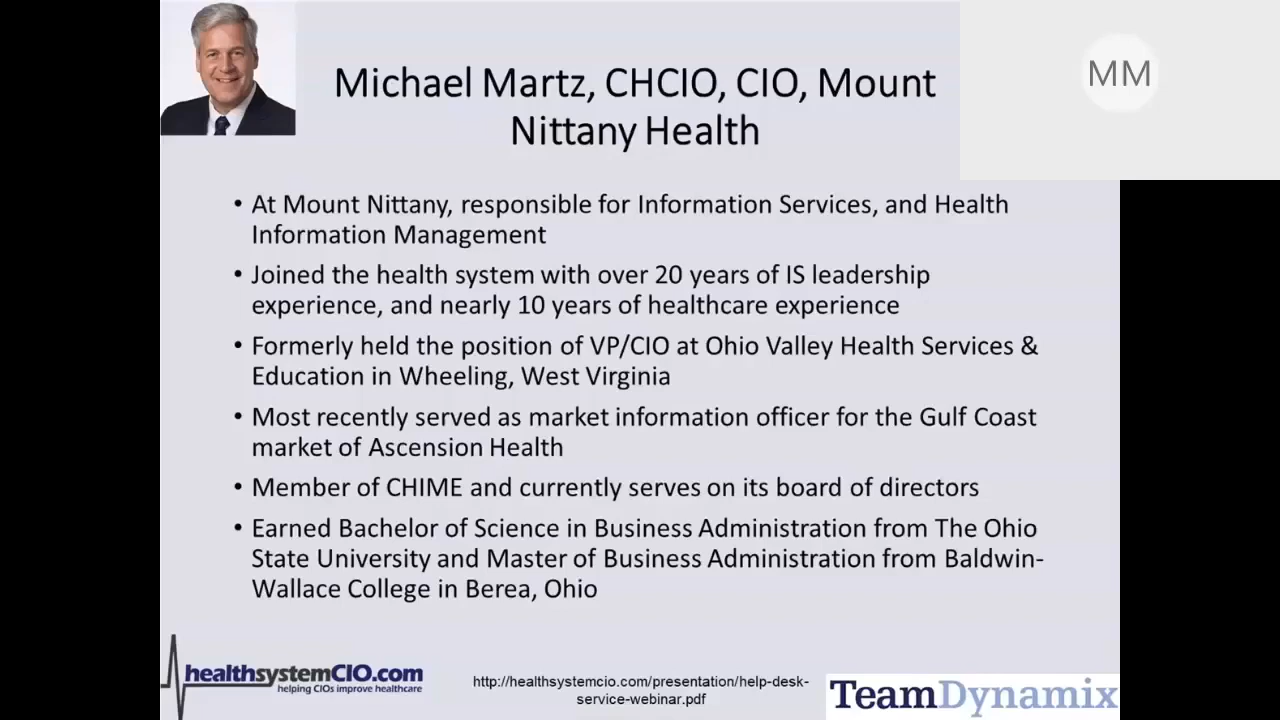 Michael Martz, CHCIO, CIO, Mount
Nittany Health
MM
• At Mount Nittany, responsible for Information Services, and Health
Information Management
• Joined the health system with over 20 years of IS leadership
experience, and nearly 10 years of healthcare experience
• Formerly held the position of VP/CIO at Ohio Valley Health Services &
Education in Wheeling, West Virginia
• Most recently served as market information officer for the Gulf Coast
market of Ascension Health
• Member of CHIME and currently serves on its board of directors
• Earned Bachelor of Science in Business Administration from The Ohio
State University and Master of Business Administration from Baldwin-
Wallace College in Berea, Ohio
healthsystemCIO.com
helping CIOs improve healthcare
http://healthsystemcio.com/presentation/help-desk-
service-webinar.pdf
TeamDynamix